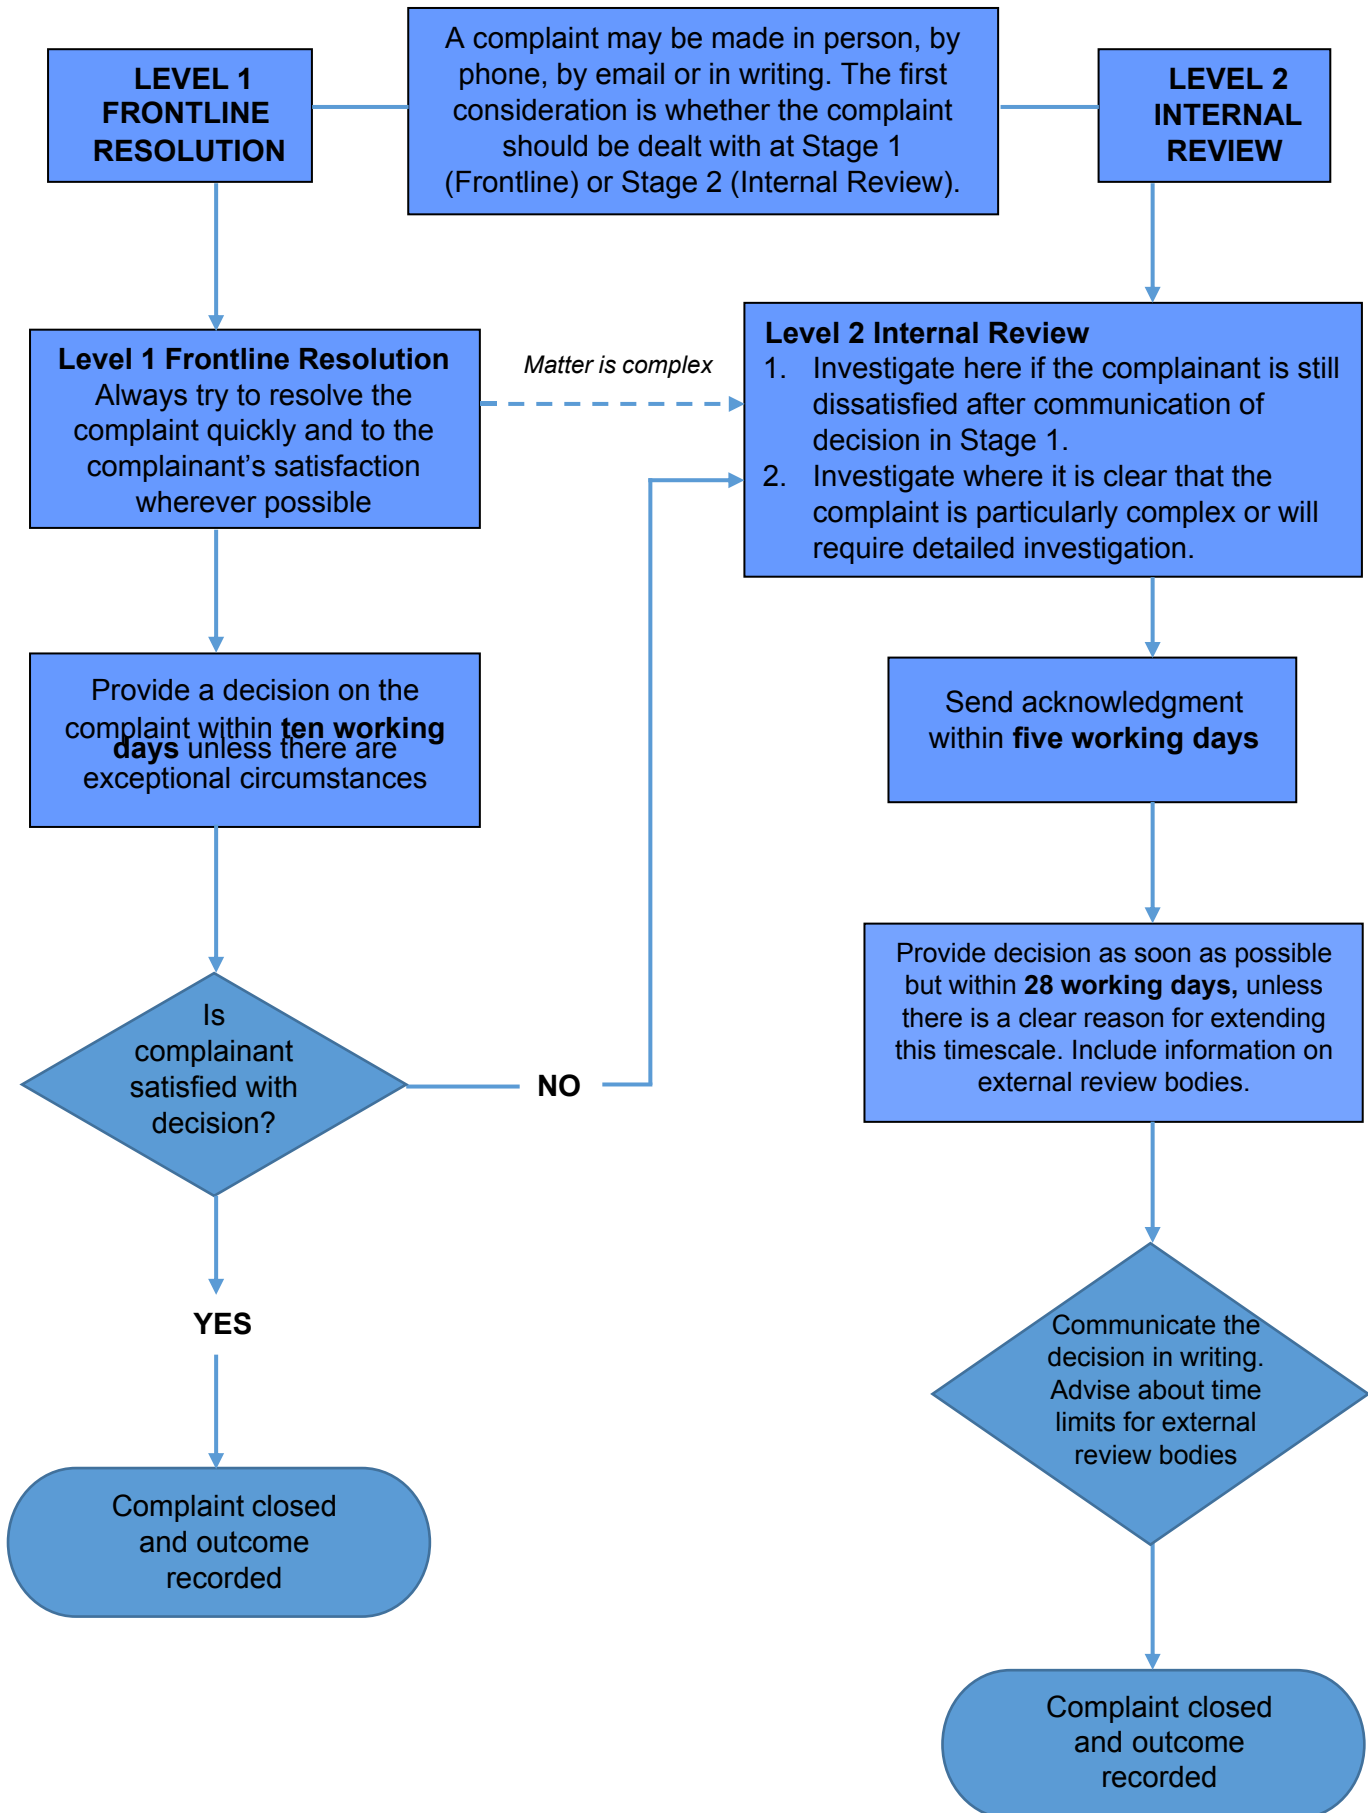 LEVEL 1
FRONTLINE
RESOLUTION
A complaint may be made in person, by
phone, by email or in writing. The first
consideration is whether the complaint
should be dealt with at Stage 1
(Frontline) or Stage 2 (Internal Review).
LEVEL 2
INTERNAL
REVIEW
Level 1 Frontline Resolution
Always try to resolve the
complaint quickly and to the
complainant’s satisfaction
wherever possible
Matter is complex
Level 2 Internal Review
1. Investigate here if the complainant is still
dissatisfied after communication of
decision in Stage 1.
2. Investigate where it is clear that the
complaint is particularly complex or will
require detailed investigation.
Provide a decision on the
complaint within ten working
days unless there are
exceptional circumstances
Send acknowledgment
within five working days
Provide decision as soon as possible
but within 28 working days, unless
there is a clear reason for extending
this timescale. Include information on
external review bodies.
Is
complainant
satisfied with
decision?
NO
YES
Communicate the
decision in writing.
Advise about time
limits for external
review bodies
Complaint closed
and outcome
recorded
Complaint closed
and outcome
recorded